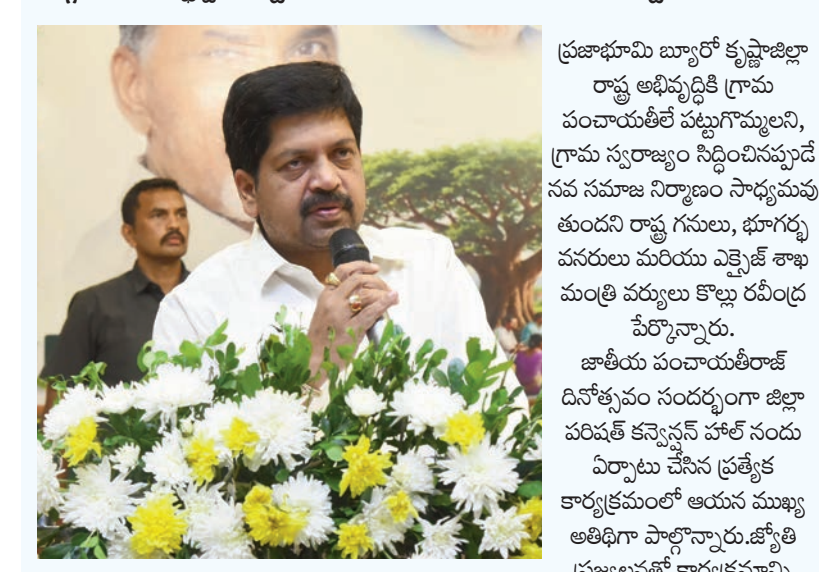 ప్రజాభూమి బ్యూరో కృష్ణాజిల్లా
రాష్ట్ర అభివృద్ధికి గ్రామ
పంచాయతీలే పట్టుగొమ్మలని,
గ్రామ స్వరాజ్యం సిద్ధించినప్పుడే
నవ సమాజ నిర్మాణం సాధ్యమవు
తుందని రాష్ట్ర గనులు, భూగర్భ
వనరులు మరియు ఎక్సైజ్ శాఖ
మంత్రి వర్యులు కొల్లు రవీంద్ర
పేర్కొన్నారు.
జాతీయ పంచాయతీరాజ్
దినోత్సవం సందర్భంగా జిల్లా
పరిషత్ కన్వెన్షన్ హాల్ నందు
ఏర్పాటు చేసిన ప్రత్యేక
కార్యక్రమంలో ఆయన ముఖ్య
అతిథిగా పాల్గొన్నారు.జ్యోతి